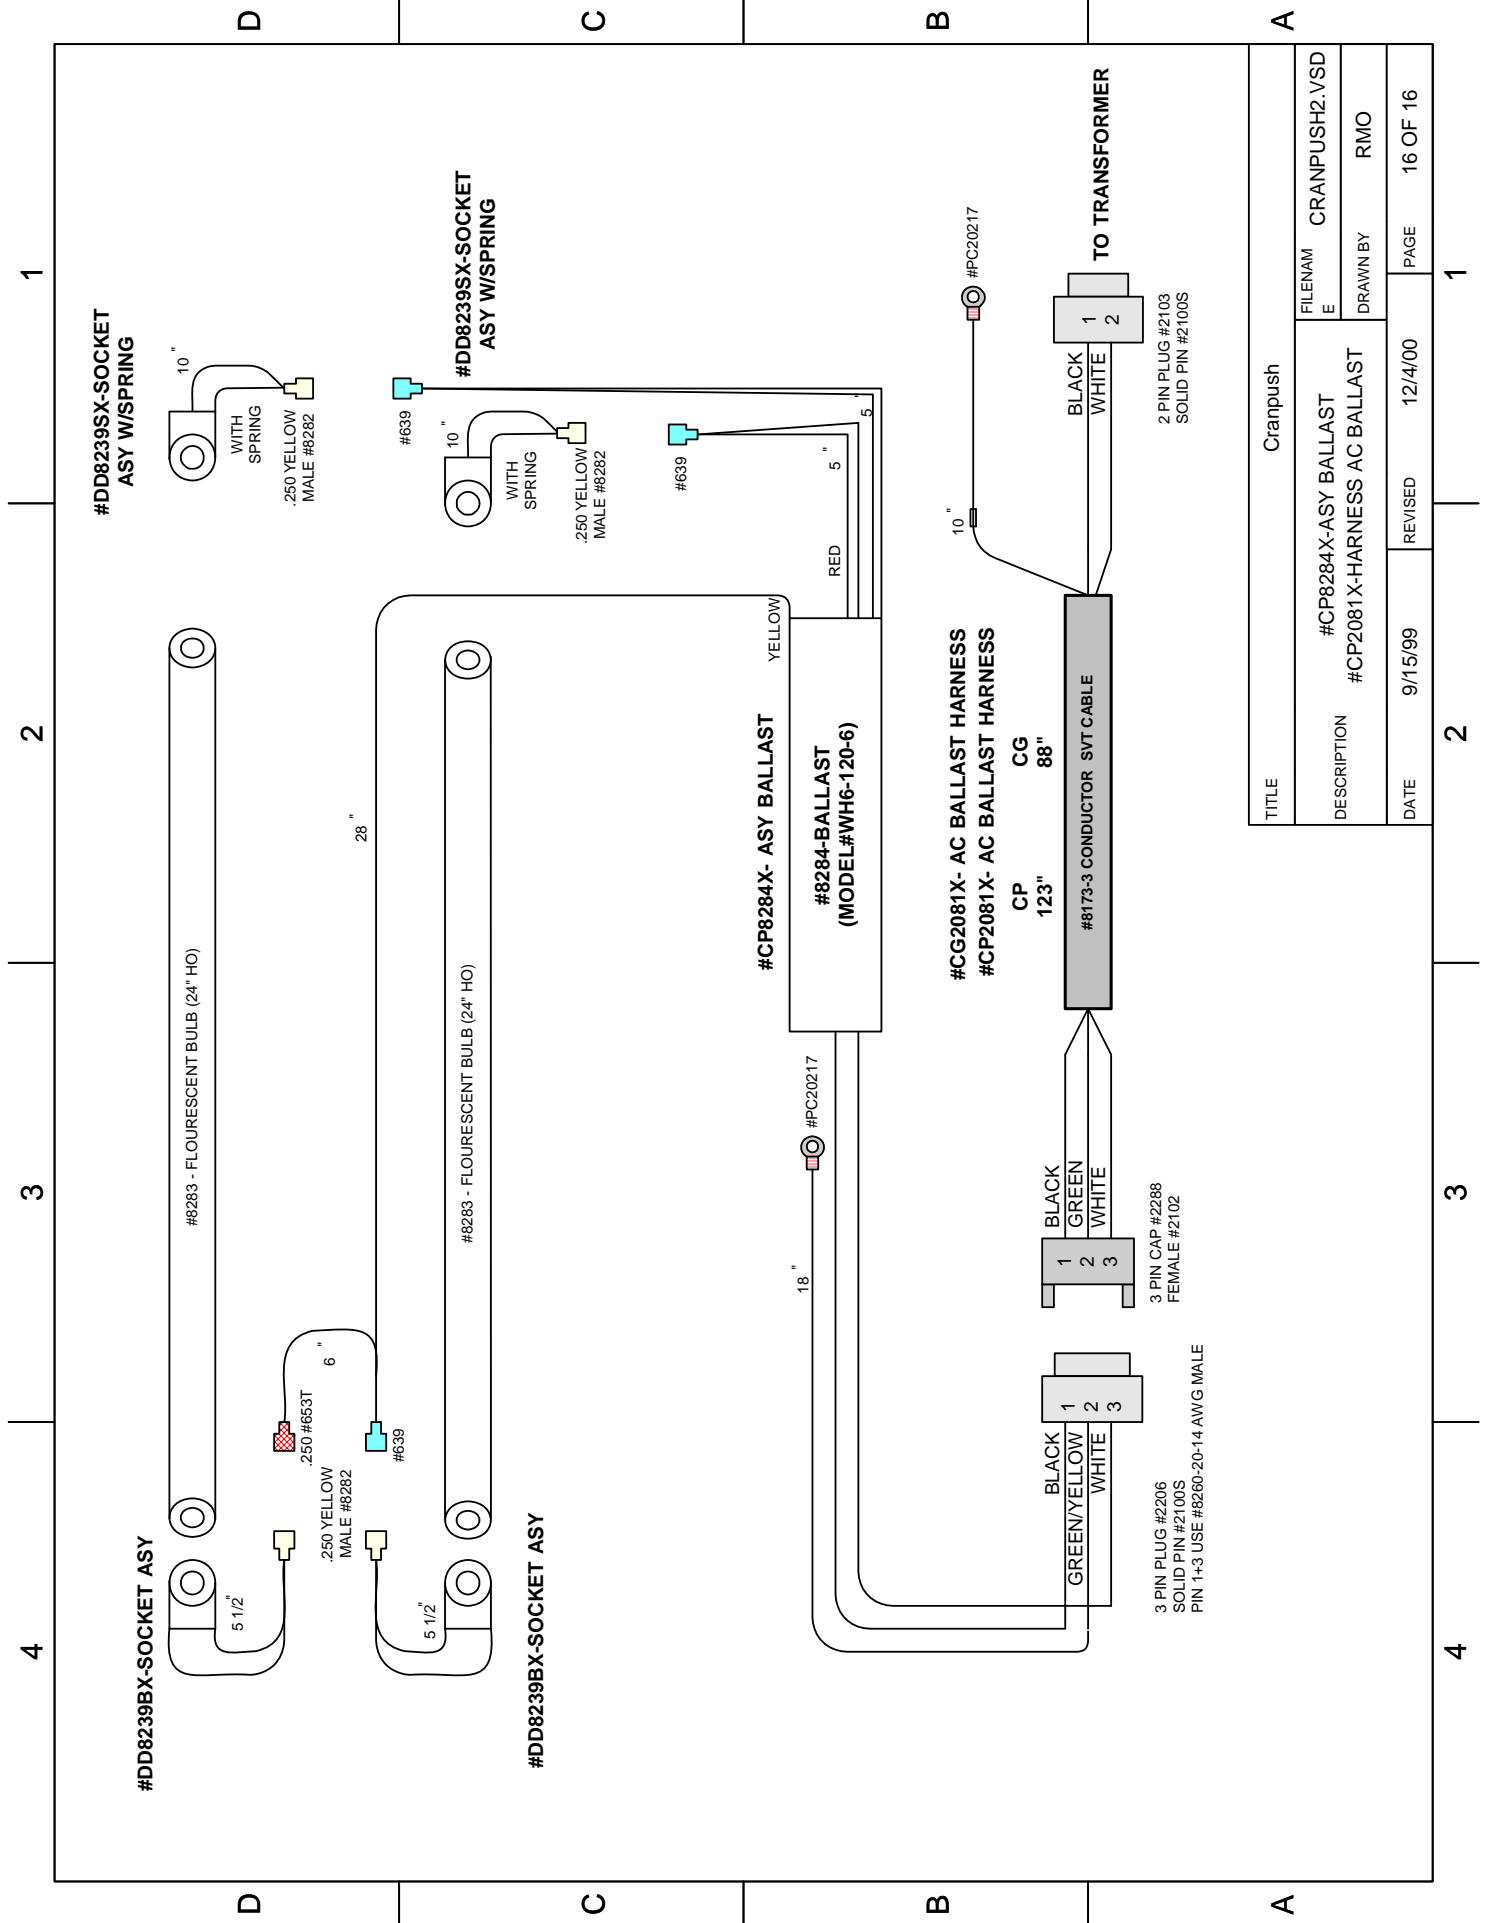 4
3
2
1
D
C
B
A
#DD8239BX-SOCKET ASY
5 1/2"
#8283 - FLOURESCENT BULB (24" HO)
#DD8239SX-SOCKET
ASY W/SPRING
10 "
WITH
SPRING
.250 YELLOW
MALE #8282
.250 #653T
6 "
.250 YELLOW
MALE #8282
#639
28 "
#639
5 1/2"
#8283 - FLOURESCENT BULB (24" HO)
#DD8239BX-SOCKET ASY
#DD8239SX-SOCKET
ASY W/SPRING
10 "
WITH
SPRING
.250 YELLOW
MALE #8282
#639
#CP8284X- ASY BALLAST
YELLOW
#8284-BALLAST
(MODEL#WH6-120-6)
RED
5 "
5 "
18 "
#PC20217
#CG2081X- AC BALLAST HARNESS
#CP2081X- AC BALLAST HARNESS
CP
123"
CG
88"
10 "
#PC20217
BLACK
GREEN/YELLOW
WHITE
1
2
3
3 PIN PLUG #2206
SOLID PIN #2100S
PIN 1+3 USE #8260-20-14 AWG MALE
1
2
3
BLACK
GREEN
WHITE
3 PIN CAP #2288
FEMALE #2102
#8173-3 CONDUCTOR SVT CABLE
BLACK
WHITE
1
2
TO TRANSFORMER
2 PIN PLUG #2103
SOLID PIN #2100S
TITLE
Cranpush
DESCRIPTION
#CP8284X-ASY BALLAST
#CP2081X-HARNESS AC BALLAST
FILENAM
E
CRANPUSH2.VSD
DRAWN BY
RMO
DATE
9/15/99
REVISED
12/4/00
PAGE
16 OF 16
4
3
2
1
D
C
B
A